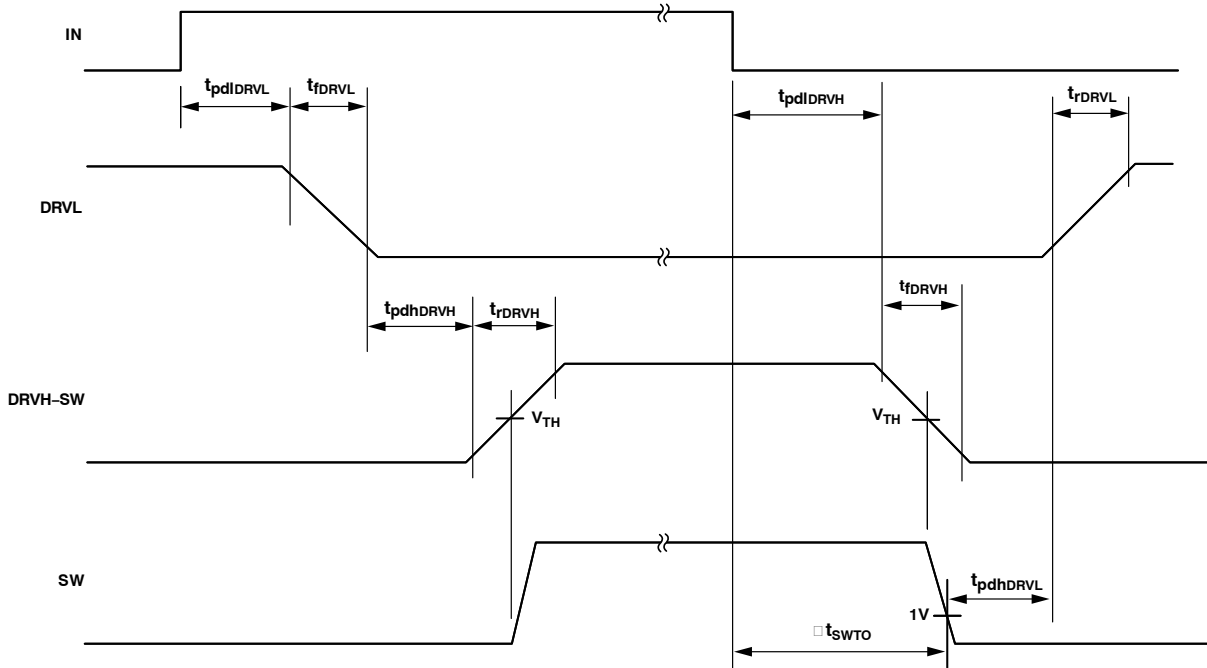 IN
tpdlDRVL
tfDRVL
tpdlDRVH
trDRVL
DRVL
tpdhDRVH
trDRVH
tfDRVH
DRVH–SW
VTH
VTH
SW
tpdhDRVL
1V
□ tSWTO